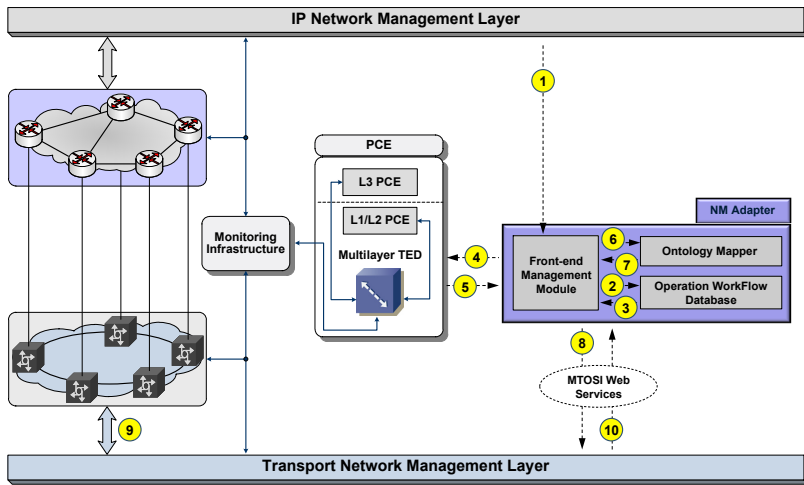 IP Network Management Layer
1
PCE
L3 PCE
L1/L2 PCE
Multilayer TED
Monitoring
Infrastructure
NM Adapter
Front-end
Management
Module
6
7
Ontology Mapper
2
3
Operation WorkFlow
Database
4
5
8
MTOSI Web
Services
9
10
Transport Network Management Layer